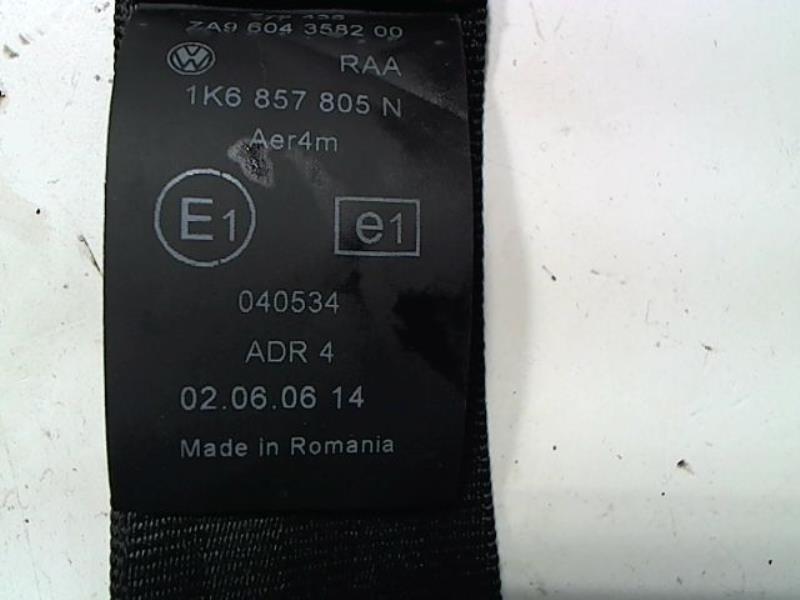 ZA9 604 3582 00
RAA
1K6 857 805 N
Aer4m
E1
e1
040534
ADR 4
02.06.06 14
Made in Romania